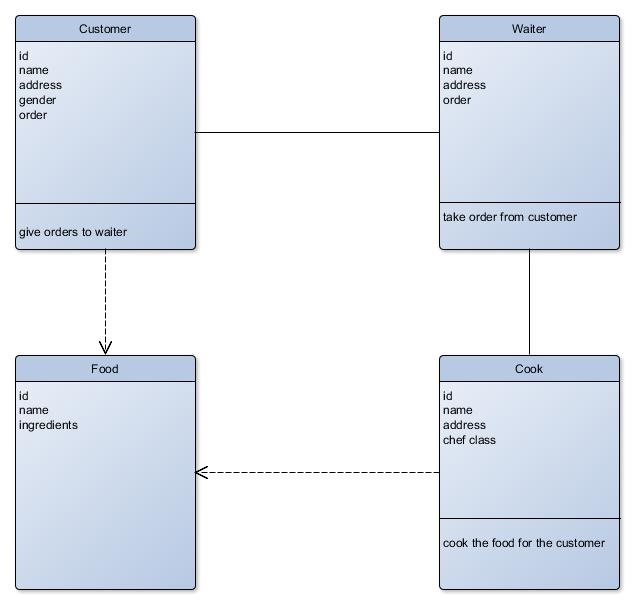 Customer
id
name
address
gender
order
give orders to waiter
Waiter
id
name
address
order
take order from customer
Food
id
name
ingredients
Cook
id
name
address
chef class
cook the food for the customer